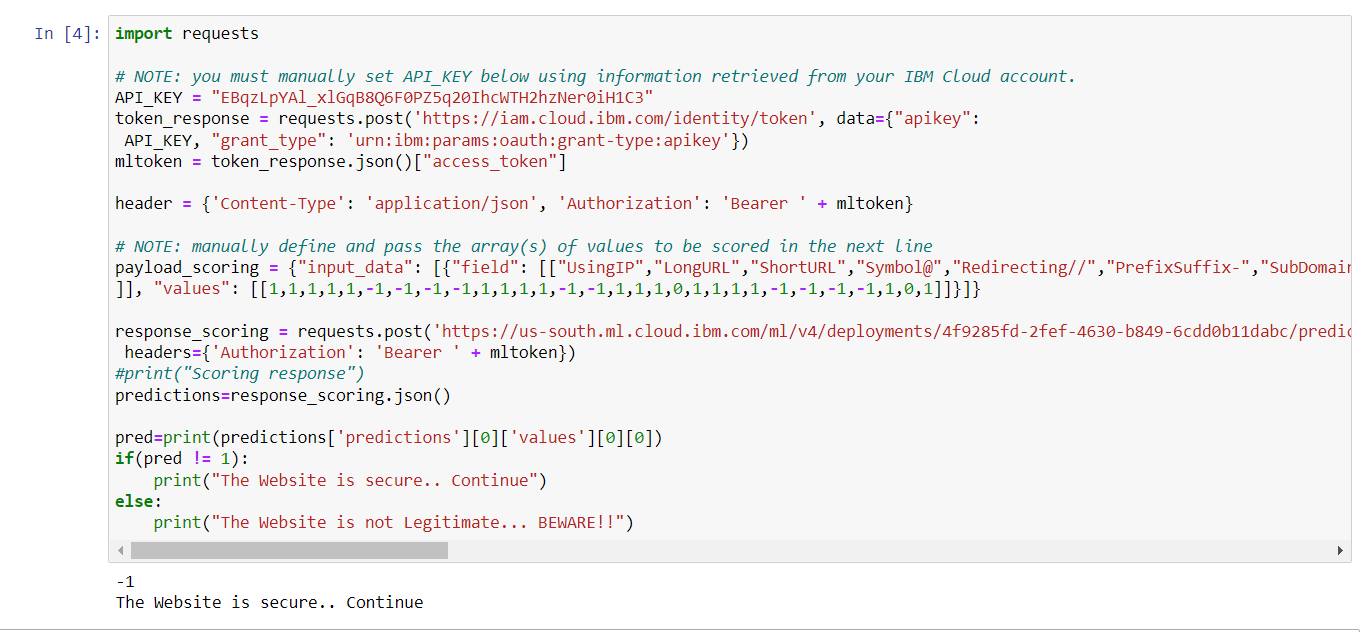 In [4]: import requests
# NOTE: you must manually set API_KEY below using information retrieved from your IBM Cloud account.
API_KEY = "EBqzLpYAl_xlGqB8Q6F0PZ5q20IhcWTH2hzNer0iH1C3"
token_response = requests.post('https://iam.cloud.ibm.com/identity/token', data={"apikey":
API_KEY, "grant_type": 'urn:ibm:params:oauth:grant-type:apikey'})
mltoken = token_response.json()["access_token"]
header = {'Content-Type': 'application/json', 'Authorization': 'Bearer ' + mltoken}
# NOTE: manually define and pass the array(s) of values to be scored in the next line
payload_scoring = {"input_data": [{"field": [["UsingIP","LongURL","ShortURL","Symbol@","Redirecting//","PrefixSuffix-","SubDomain
]], "values": [[1,1,1,1,1,-1,-1,-1,-1,1,1,1,1,-1,-1,1,1,1,0,1,1,1,1,-1,-1,-1,-1,1,0,1]]}]}
response_scoring = requests.post('https://us-south.ml.cloud.ibm.com/ml/v4/deployments/4f9285fd-2fef-4630-b849-6cdd0b11dabc/predic
headers={'Authorization': 'Bearer ' + mltoken})
#print("Scoring response")
predictions=response_scoring.json()
pred=print(predictions['predictions'][0]['values'][0][0])
if(pred != 1):
print("The Website is secure.. Continue")
else:
print("The Website is not Legitimate... BEWARE!!")
-1
The Website is secure.. Continue